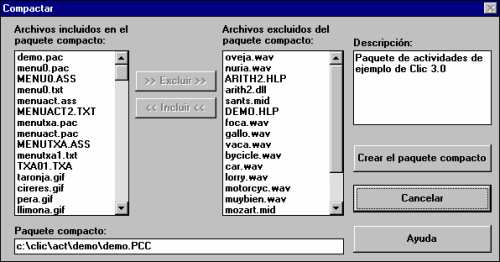 Compactar
Archivos incluidos en el
paquete compacto:
demo.pac
menu0.pac
MENU0.ASS
menu0.txt
menuact.ass
MENUACT2.TXT
menutxa.pac
menuact.pac
MENUTXA.ASS
menutxa1.txt
TXA01.TXA
taronja.gif
cireres.gif
pera.gif
llimona.gif
>> Excluir >>
<< Incluir <<
Archivos excluidos del
paquete compacto:
oveja.wav
nuria.wav
ARITH2.HLP
arith2.dll
sants.mid
DEMO.HLP
foca.wav
gallo.wav
vaca.wav
bycicle.wav
car.wav
lorry.wav
motorcyc.wav
muybien.wav
mozart.mid
Descripción:
Paquete de actividades de
ejemplo de Clic 3.0
Crear el paquete compacto
Cancelar
Ayuda
Paquete compacto:
c:\clic\act\demo\demo.PCC